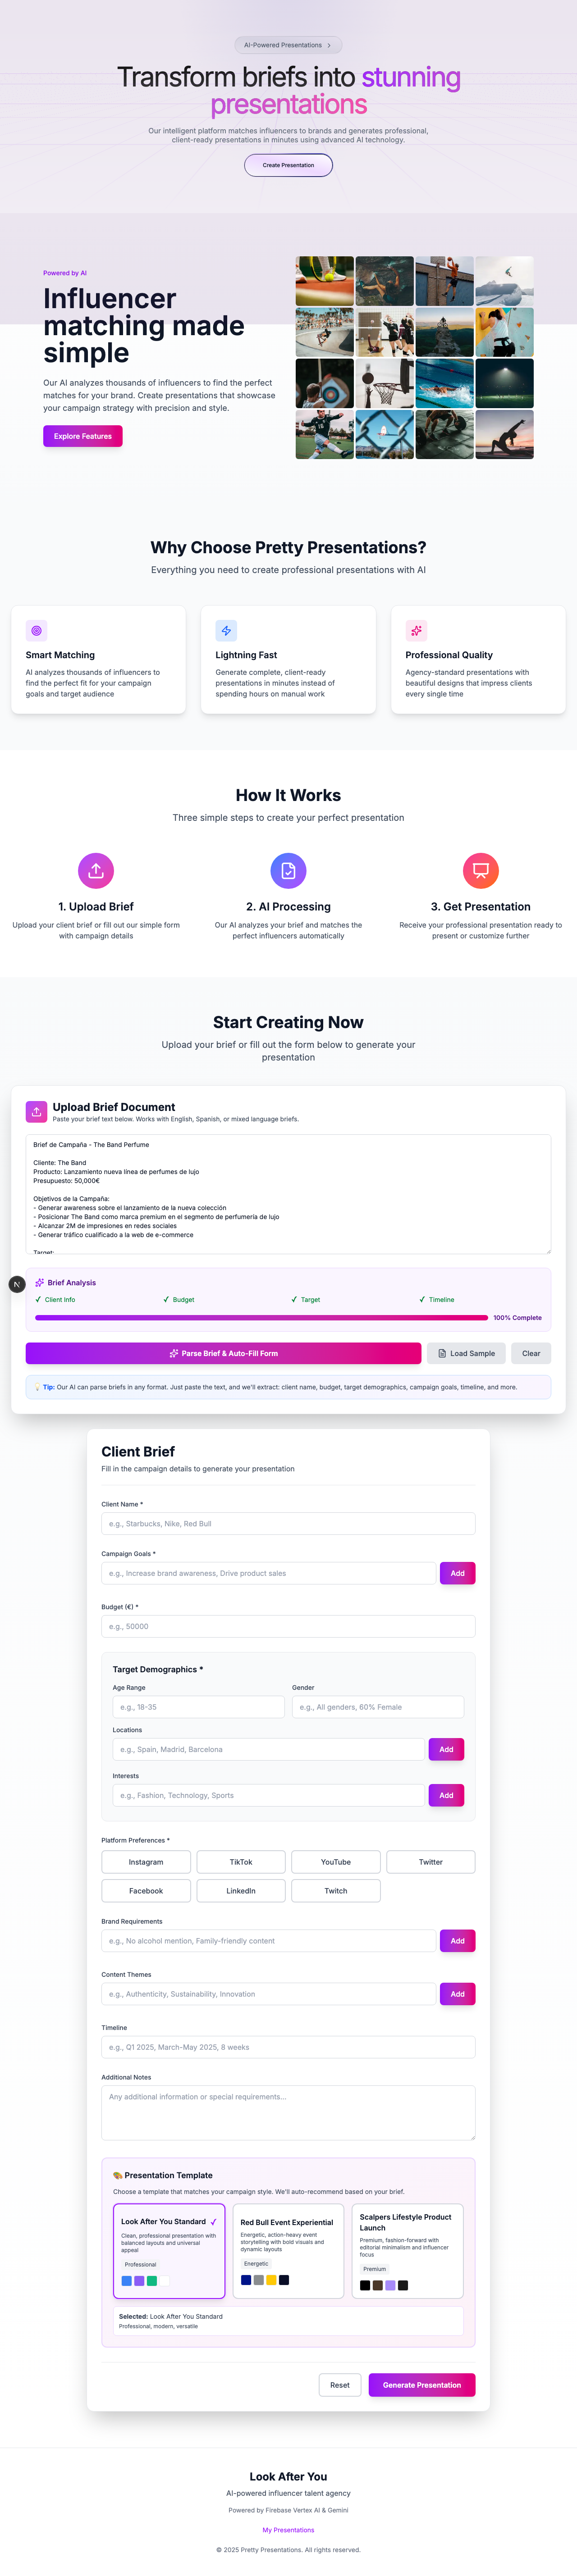 AI-Powered Presentations
Transform briefs into stunning
presentations
Our intelligent platform matches influencers to brands and generates professional,
client-ready presentations in minutes using advanced AI technology.
Create Presentation
Powered by AI
Influencer
matching made
simple
Our AI analyzes thousands of influencers to find the perfect
matches for your brand. Create presentations that showcase
your campaign strategy with precision and style.
Explore Features
Why Choose Pretty Presentations?
Everything you need to create professional presentations with AI
Smart Matching
AI analyzes thousands of influencers to
find the perfect fit for your campaign
goals and target audience
Lightning Fast
Generate complete, client-ready
presentations in minutes instead of
spending hours on manual work
Professional Quality
Agency-standard presentations with
beautiful designs that impress clients
every single time
How It Works
Three simple steps to create your perfect presentation
1. Upload Brief
Upload your client brief or fill out our simple form
with campaign details
2. AI Processing
Our AI analyzes your brief and matches the
perfect influencers automatically
3. Get Presentation
Receive your professional presentation ready to
present or customize further
Start Creating Now
Upload your brief or fill out the form below to generate your
presentation
Upload Brief Document
Paste your brief text below. Works with English, Spanish, or mixed language briefs.
Brief de Campaña - The Band Perfume
Cliente: The Band
Producto: Lanzamiento nueva línea de perfumes de lujo
Presupuesto: 50,000€
Objetivos de la Campaña:
- Generar awareness sobre el lanzamiento de la nueva colección
- Posicionar The Band como marca premium en el segmento de perfumería de lujo
- Alcanzar 2M de impresiones en redes sociales
- Generar tráfico cualificado a la web de e-commerce
Target:
N
Brief Analysis
✓ Client Info
✓ Budget
✓ Target
✓ Timeline
100% Complete
Parse Brief & Auto-Fill Form
Load Sample
Clear
💡 Tip: Our AI can parse briefs in any format. Just paste the text, and we'll extract: client name, budget, target demographics, campaign goals, timeline, and more.
Client Brief
Fill in the campaign details to generate your presentation
Client Name *
e.g., Starbucks, Nike, Red Bull
Campaign Goals *
e.g., Increase brand awareness, Drive product sales
Add
Budget (€) *
e.g., 50000
Target Demographics *
Age Range
Gender
e.g., 18-35
e.g., All genders, 60% Female
Locations
e.g., Spain, Madrid, Barcelona
Add
Interests
e.g., Fashion, Technology, Sports
Add
Platform Preferences *
Instagram
TikTok
YouTube
Twitter
Facebook
LinkedIn
Twitch
Brand Requirements
e.g., No alcohol mention, Family-friendly content
Add
Content Themes
e.g., Authenticity, Sustainability, Innovation
Add
Timeline
e.g., Q1 2025, March-May 2025, 8 weeks
Additional Notes
Any additional information or special requirements...
🎨 Presentation Template
Choose a template that matches your campaign style. We'll auto-recommend based on your brief.
Look After You Standard ✓
Clean, professional presentation with
balanced layouts and universal
appeal
Professional
Red Bull Event Experiential
Energetic, action-heavy event
storytelling with bold visuals and
dynamic layouts
Energetic
Scalpers Lifestyle Product
Launch
Premium, fashion-forward with
editorial minimalism and influencer
focus
Premium
Selected: Look After You Standard
Professional, modern, versatile
Reset
Generate Presentation
Look After You
AI-powered influencer talent agency
Powered by Firebase Vertex AI & Gemini
My Presentations
© 2025 Pretty Presentations. All rights reserved.